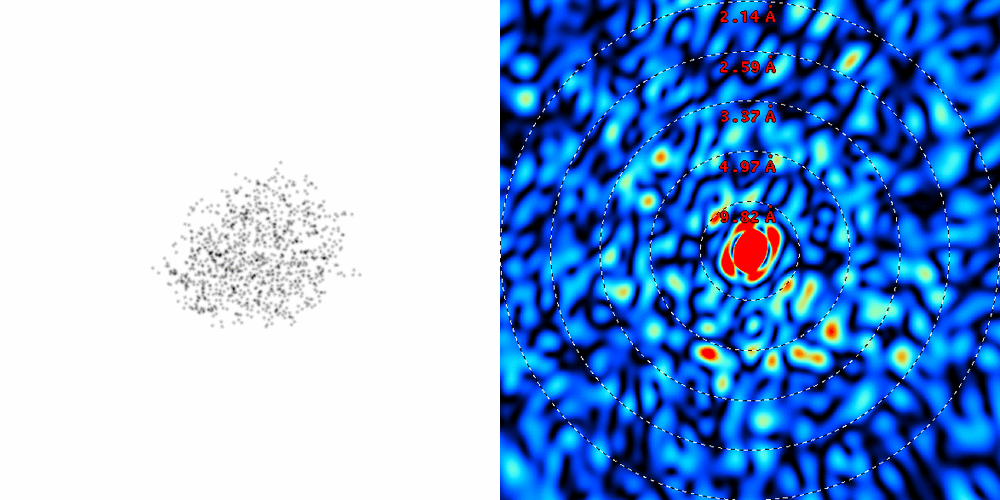 2.14 Å
2.59 Å
3.37 Å
4.97 Å
9.82 Å